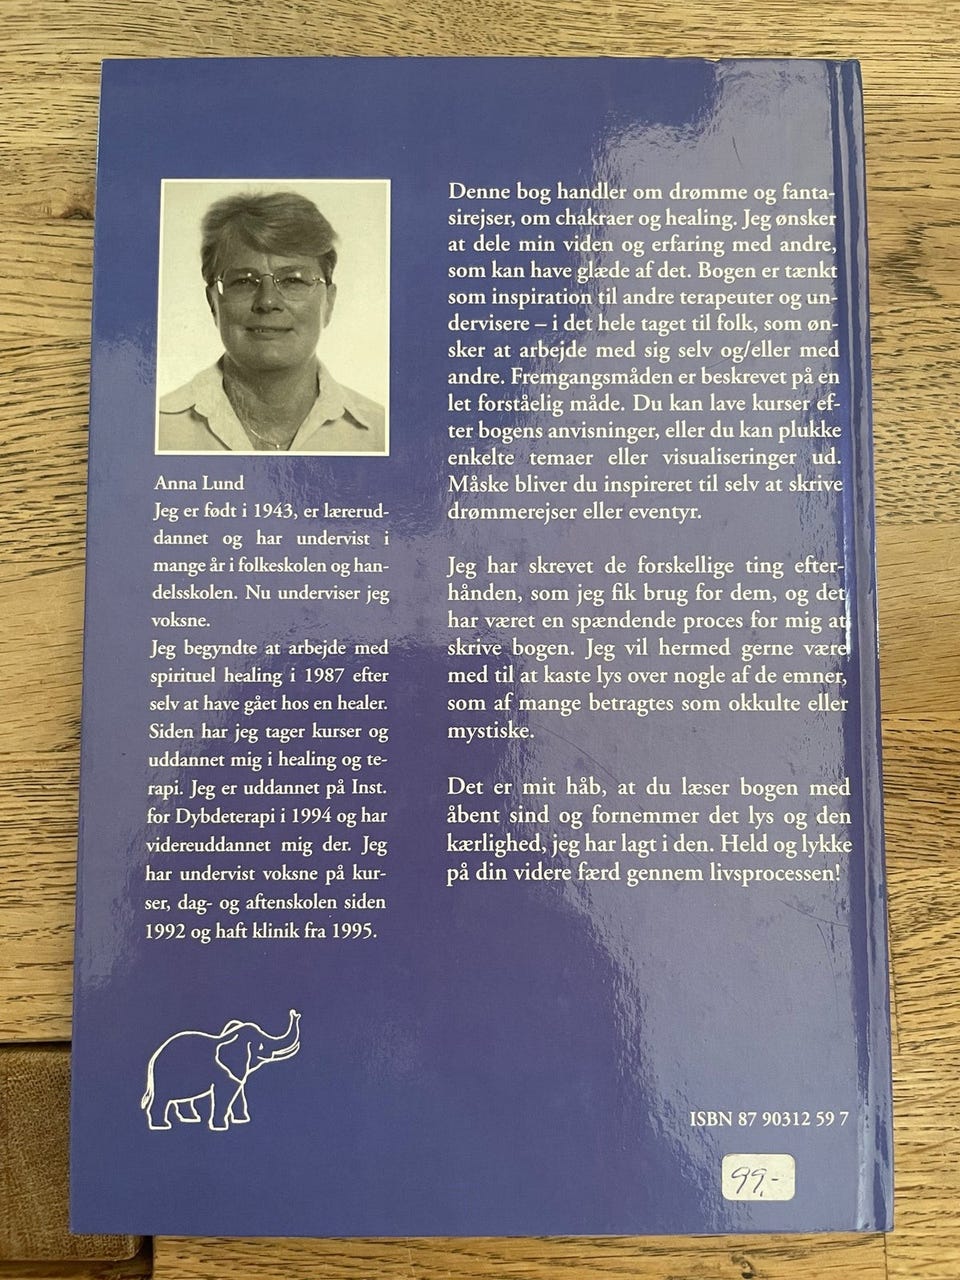 Anna Lund
Jeg er født i 1943, er lærerud-
dannet og har undervist i
mange år i folkeskolen og han-
delsskolen. Nu underviser jeg
voksne.
Jeg begyndte at arbejde med
spirituel healing i 1987 efter
selv at have gået hos en healer.
Siden har jeg tager kurser og
uddannet mig i healing og te-
rapi. Jeg er uddannet på Inst.
for Dybdeterapi i 1994 og har
videreuddannet mig der. Jeg
har undervist voksne på kur-
ser, dag- og aftenskolen siden
1992 og haft klinik fra 1995.
Denne bog handler om drømme og fanta-
sirejser, om chakraer og healing. Jeg ønsker
at dele min viden og erfaring med andre,
som kan have glæde af det. Bogen er tænkt
som inspiration til andre terapeuter og un-
dervisere – i det hele taget til folk, som øn-
sker at arbejde med sig selv og/eller med
andre. Fremgangsmåden er beskrevet på en
let forståelig måde. Du kan lave kurser ef-
ter bogens anvisninger, eller du kan plukke
enkelte temaer eller visualiseringer ud.
Måske bliver du inspireret til selv at skrive
drømmerejser eller eventyr.
Jeg har skrevet de forskellige ting efter-
hånden, som jeg fik brug for dem, og det
har været en spændende proces for mig at
skrive bogen. Jeg vil hermed gerne være
med til at kaste lys over nogle af de emner,
som af mange betragtes som okkulte eller
mystiske.
Det er mit håb, at du læser bogen med
åbent sind og fornemmer det lys og den
kærlighed, jeg har lagt i den. Held og lykke
på din videre færd gennem livsprocessen!
ISBN 87 90312 59 7
99,-